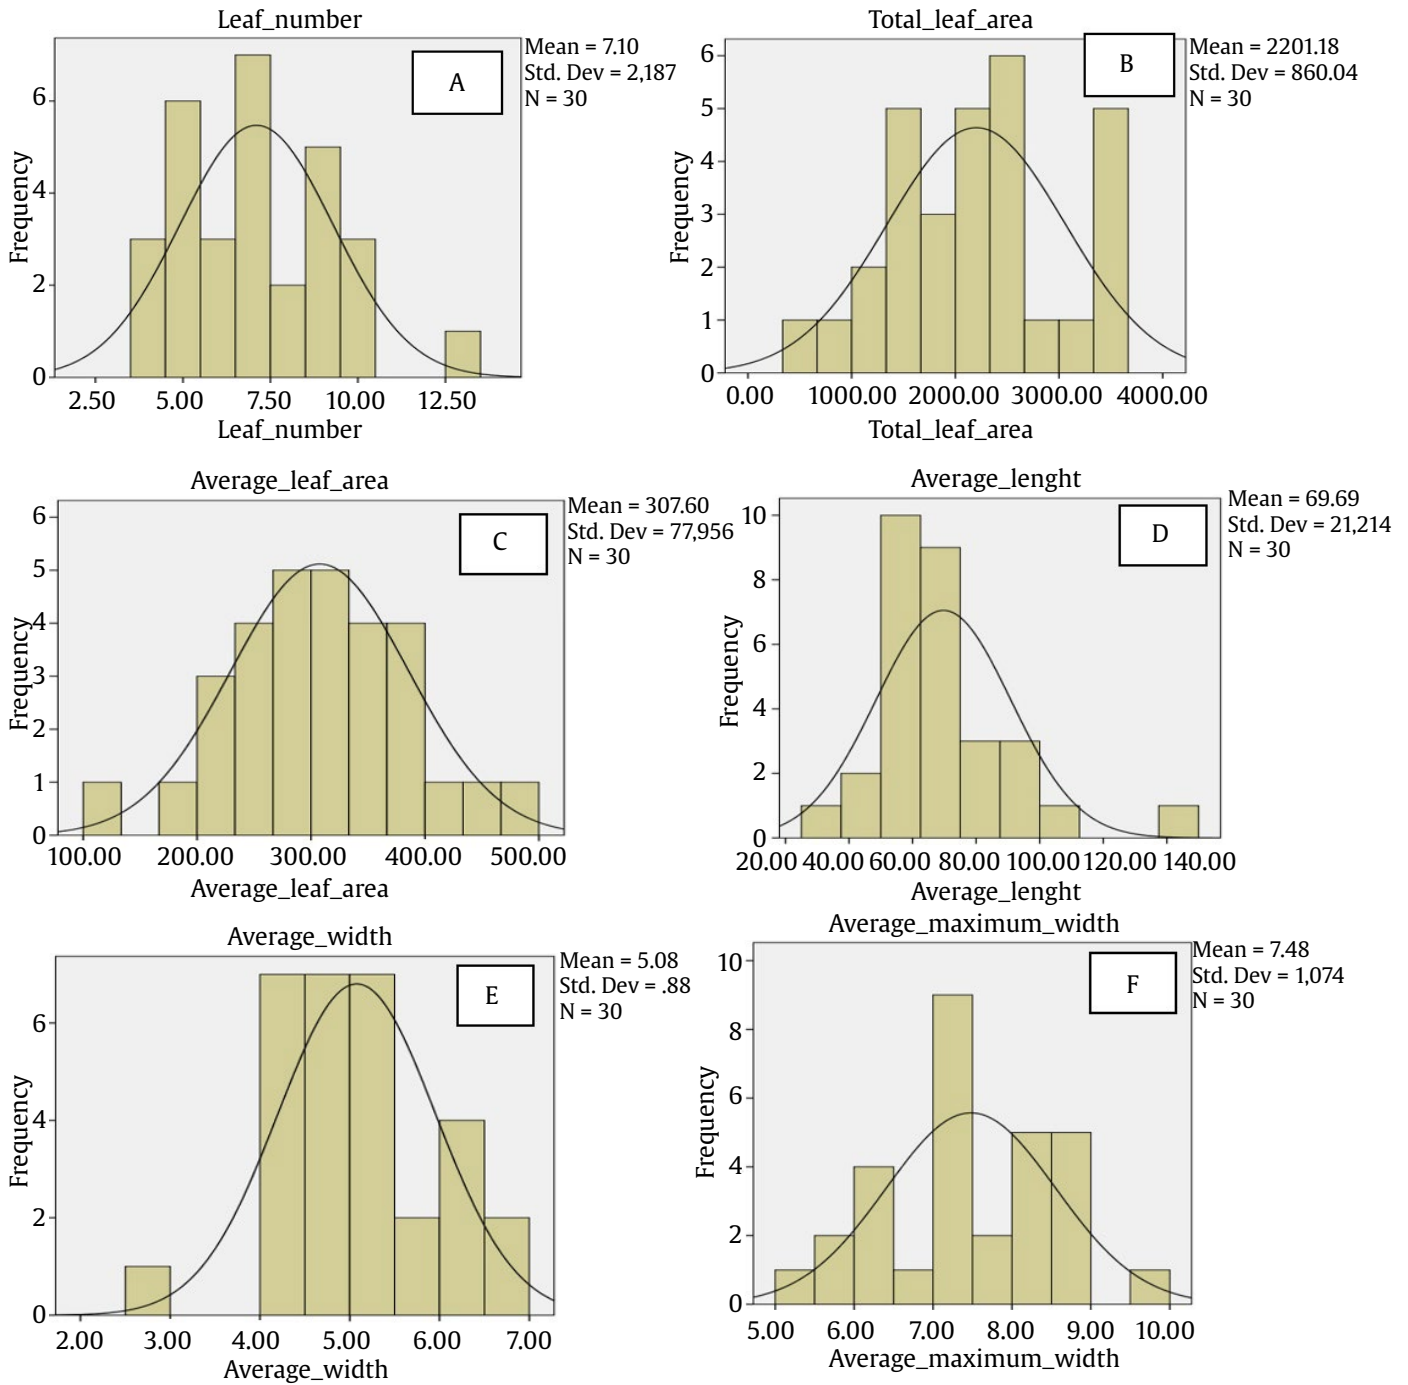 Leaf_number
Mean = 7.10
Std. Dev = 2,187
N = 30
A
Frequency
6
4
2
0
2.50 5.00 7.50 10.00 12.50
Leaf_number
Total_leaf_area
Mean = 2201.18
Std. Dev = 860.04
N = 30
B
Frequency
6
5
4
3
2
1
0
0.00 1000.00 2000.00 3000.00 4000.00
Total_leaf_area
Average_leaf_area
Mean = 307.60
Std. Dev = 77,956
N = 30
C
Frequency
6
5
4
3
2
1
0
100.00 200.00 300.00 400.00 500.00
Average_leaf_area
Average_lenght
Mean = 69.69
Std. Dev = 21,214
N = 30
D
Frequency
10
8
6
4
2
0
20.00 40.00 60.00 80.00 100.00 120.00 140.00
Average_lenght
Average_width
Mean = 5.08
Std. Dev = .88
N = 30
E
Frequency
6
4
2
0
2.00 3.00 4.00 5.00 6.00 7.00
Average_width
Average_maximum_width
Mean = 7.48
Std. Dev = 1,074
N = 30
F
Frequency
10
8
6
4
2
0
5.00 6.00 7.00 8.00 9.00 10.00
Average_maximum_width